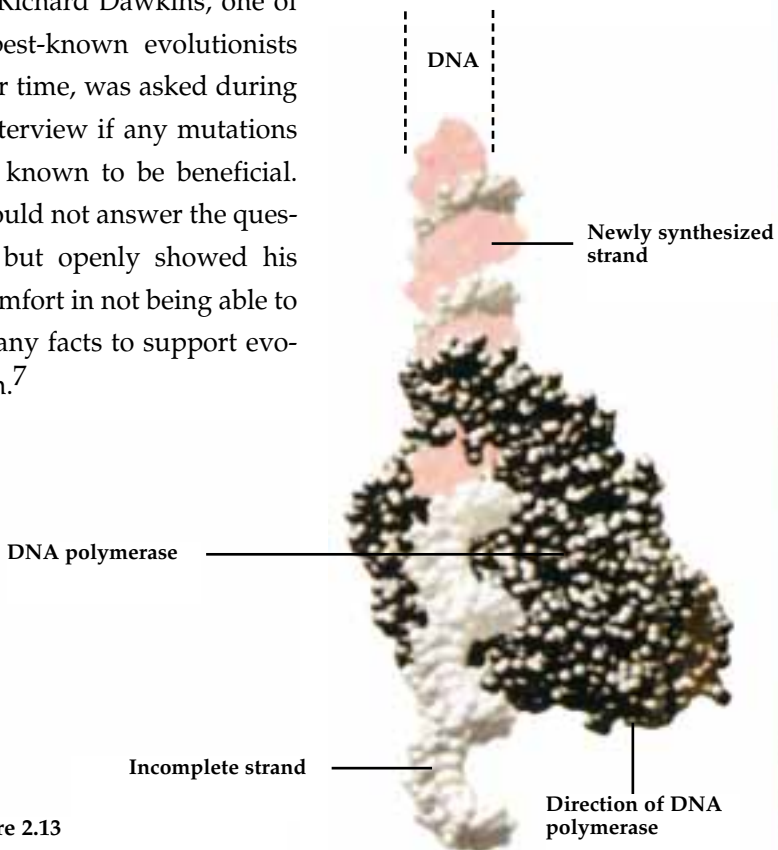 Richard Dawkins, one of
best-known evolutionists
r time, was asked during
terview if any mutations
known to be beneficial.
ould not answer the ques-
but openly showed his
mfort in not being able to
any facts to support evo-
n.7
DNA
Newly synthesized
strand
DNA polymerase
Incomplete strand
Direction of DNA
polymerase
re 2.13